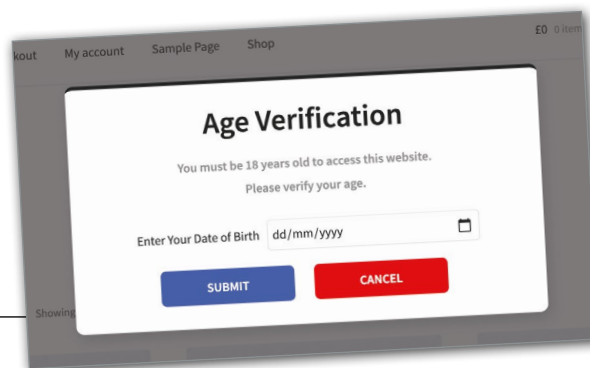 kout My account Sample Page Shop £0 0 item
Age Verification
You must be 18 years old to access this website.
Please verify your age.
Enter Your Date of Birth dd/mm/yyyy
SUBMIT CANCEL
Showing